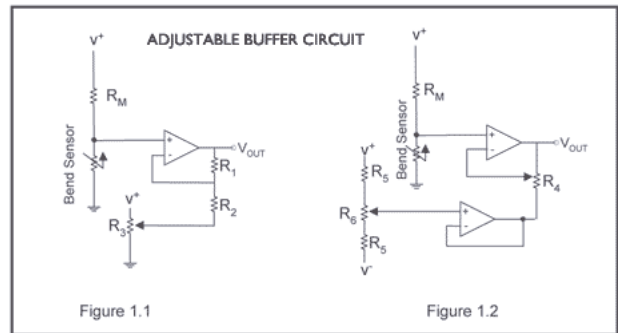 ADJUSTABLE BUFFER CIRCUIT
V+
RM
Bend Sensor
+
-
VOUT
R1
R2
V+
R3
Figure 1.1
V+
RM
Bend Sensor
+
-
VOUT
V+
R5
R4
R6
+
-
R5
V-
Figure 1.2